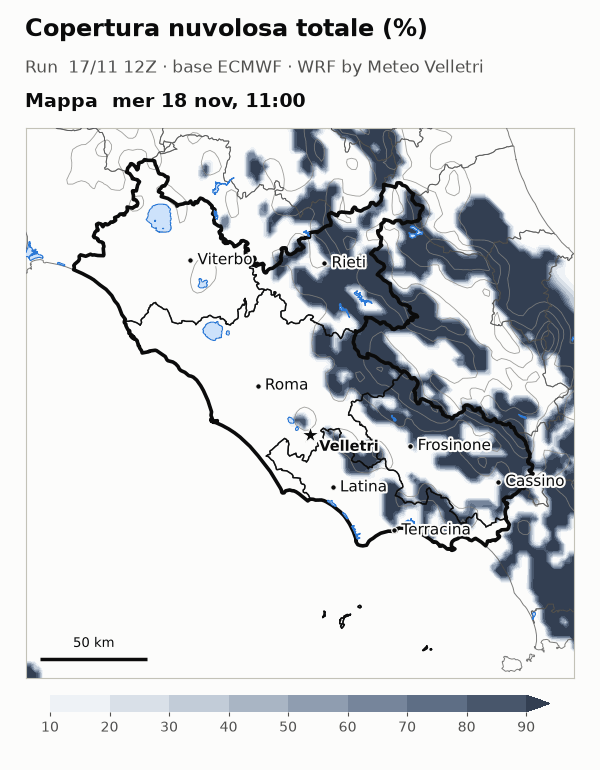 Copertura nuvolosa totale (%)
Run 17/11 12Z · base ECMWF · WRF by Meteo Velletri
Mappa mer 18 nov, 11:00
Viterbo
Rieti
Roma
Velletri
Frosinone
Latina
Cassino
Terracina
50 km
10 20 30 40 50 60 70 80 90